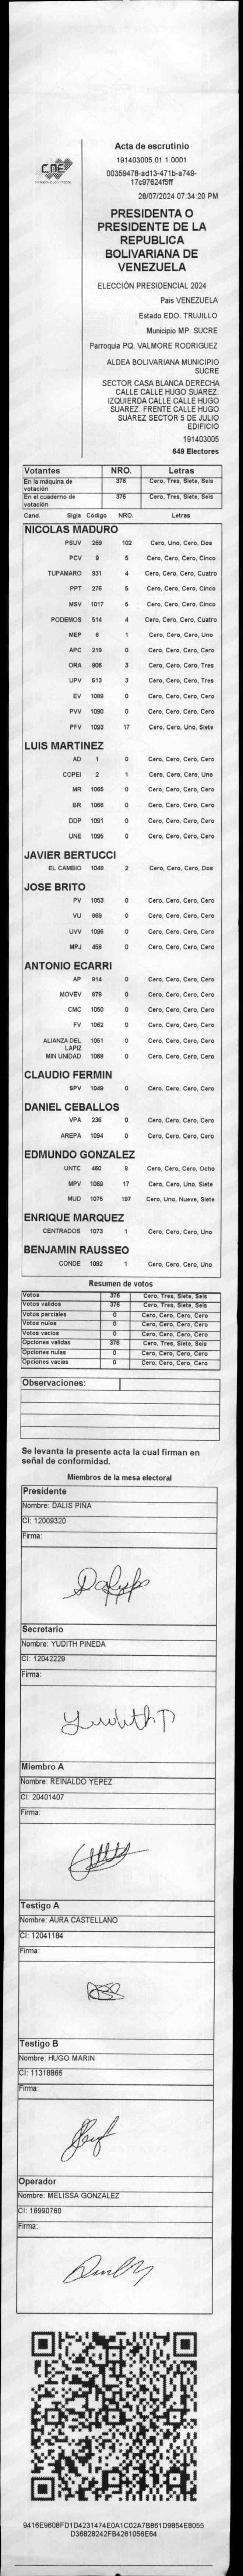 CNE
Acta de escrutinio
191403005.01.1.0001
00359478-ad13-471b-a749-
17c97624f5ff
28/07/2024 07:34:20 PM
PRESIDENTA O
PRESIDENTE DE LA
REPUBLICA
BOLIVARIANA DE
VENEZUELA
ELECCIÓN PRESIDENCIAL 2024
Pais VENEZUELA
Estado EDO. TRUJILLO
Municipio MP. SUCRE
Parroquia PQ. VALMORE RODRIGUEZ
ALDEA BOLIVARIANA MUNICIPIO
SUCRE
SECTOR CASA BLANCA DERECHA
CALLE CALLE HUGO SUAREZ.
IZQUIERDA CALLE CALLE HUGO
SUAREZ. FRENTE CALLE HUGO
SUÁREZ SECTOR 5 DE JULIO
EDIFICIO
191403005
649 Electores
Votantes NRO. Letras
En la máquina de votación 376 Cero, Tres, Siete, Seis
En el cuaderno de votación 376 Cero, Tres, Siete, Seis
Cand. Sigla Código NRO. Letras
NICOLAS MADURO
PSUV 269 102 Cero, Uno, Cero, Dos
PCV 9 5 Cero, Cero, Cero, Cinco
TUPAMARO 931 4 Cero, Cero, Cero, Cuatro
PPT 276 5 Cero, Cero, Cero, Cinco
MSV 1017 5 Cero, Cero, Cero, Cinco
PODEMOS 514 4 Cero, Cero, Cero, Cuatro
MEP 6 1 Cero, Cero, Cero, Uno
APC 219 0 Cero, Cero, Cero, Cero
ORA 906 3 Cero, Cero, Cero, Tres
UPV 513 3 Cero, Cero, Cero, Tres
EV 1089 0 Cero, Cero, Cero, Cero
PVV 1090 0 Cero, Cero, Cero, Cero
PFV 1093 17 Cero, Cero, Uno, Siete
LUIS MARTINEZ
AD 1 0 Cero, Cero, Cero, Cero
COPEI 2 1 Cero, Cero, Cero, Uno
MR 1065 0 Cero, Cero, Cero, Cero
BR 1066 0 Cero, Cero, Cero, Cero
DDP 1091 0 Cero, Cero, Cero, Cero
UNE 1095 0 Cero, Cero, Cero, Cero
JAVIER BERTUCCI
EL CAMBIO 1048 2 Cero, Cero, Cero, Dos
JOSE BRITO
PV 1053 0 Cero, Cero, Cero, Cero
VU 868 0 Cero, Cero, Cero, Cero
UVV 1096 0 Cero, Cero, Cero, Cero
MPJ 458 0 Cero, Cero, Cero, Cero
ANTONIO ECARRI
AP 814 0 Cero, Cero, Cero, Cero
MOVEV 878 0 Cero, Cero, Cero, Cero
CMC 1050 0 Cero, Cero, Cero, Cero
FV 1062 0 Cero, Cero, Cero, Cero
ALIANZA DEL LAPIZ 1051 0 Cero, Cero, Cero, Cero
MIN UNIDAD 1068 0 Cero, Cero, Cero, Cero
CLAUDIO FERMIN
SPV 1049 0 Cero, Cero, Cero, Cero
DANIEL CEBALLOS
VPA 236 0 Cero, Cero, Cero, Cero
AREPA 1094 0 Cero, Cero, Cero, Cero
EDMUNDO GONZALEZ
UNTC 460 8 Cero, Cero, Cero, Ocho
MPV 1069 17 Cero, Cero, Uno, Siete
MUD 1075 197 Cero, Uno, Nueve, Siete
ENRIQUE MARQUEZ
CENTRADOS 1073 1 Cero, Cero, Cero, Uno
BENJAMIN RAUSSEO
CONDE 1092 1 Cero, Cero, Cero, Uno
Resumen de votos
Votos 376 Cero, Tres, Siete, Seis
Votos validos 376 Cero, Tres, Siete, Seis
Votos parciales 0 Cero, Cero, Cero, Cero
Votos nulos 0 Cero, Cero, Cero, Cero
Votos vacios 0 Cero, Cero, Cero, Cero
Opciones validas 376 Cero, Tres, Siete, Seis
Opciones nulas 0 Cero, Cero, Cero, Cero
Opciones vacias 0 Cero, Cero, Cero, Cero
Observaciones:
Se levanta la presente acta la cual firman en
señal de conformidad.
Miembros de la mesa electoral
Presidente
Nombre: DALIS PIÑA
CI: 12009320
Firma:
Secretario
Nombre: YUDITH PINEDA
CI: 12042229
Firma:
Yudith P
Miembro A
Nombre: REINALDO YEPEZ
CI: 20401407
Firma:
Testigo A
Nombre: AURA CASTELLANO
CI: 12041184
Firma:
Testigo B
Nombre: HUGO MARIN
CI: 11318866
Firma:
Operador
Nombre: MELISSA GONZALEZ
CI: 16990760
Firma:
9416E9608FD1D4231474E0A1C02A7B861D9854E8055
D36828242FB4261056E64